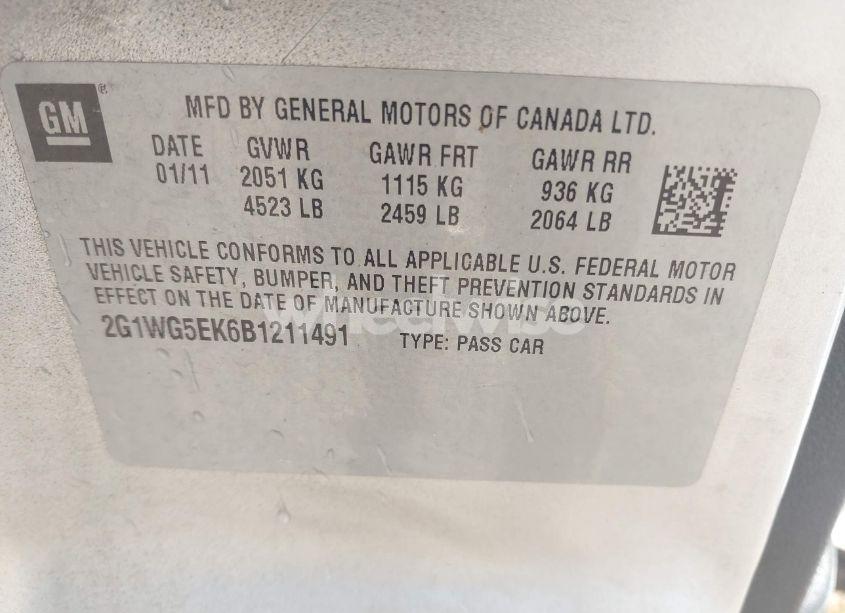 GM
MFD BY GENERAL MOTORS OF CANADA LTD.
DATE GVWR GAWR FRT GAWR RR
01/11 2051 KG 1115 KG 936 KG
4523 LB 2459 LB 2064 LB
THIS VEHICLE CONFORMS TO ALL APPLICABLE U.S. FEDERAL MOTOR
VEHICLE SAFETY, BUMPER, AND THEFT PREVENTION STANDARDS IN
EFFECT ON THE DATE OF MANUFACTURE SHOWN ABOVE.
2G1WG5EK6B1211491 TYPE: PASS CAR
wheelwise